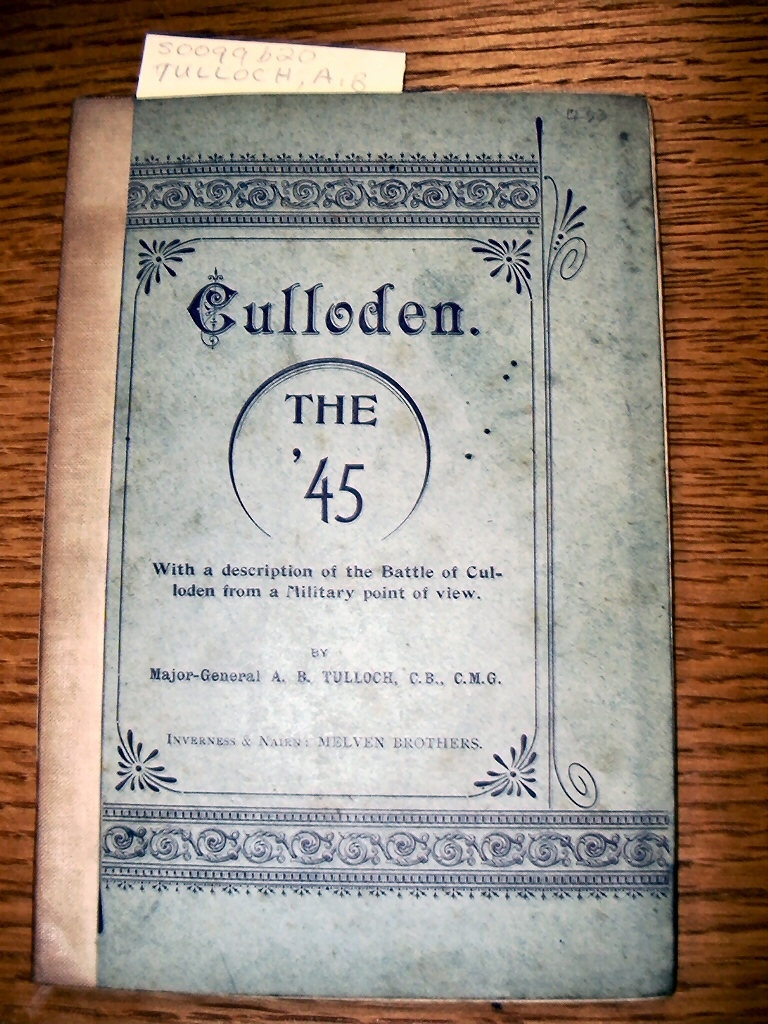 S0099b20
TULLOCH, A.B
Culloden.
THE
'45
With a description of the Battle of Cul-
loden from a Military point of view.
BY
Major-General A. B. TULLOCH, C.B., C.M.G.
INVERNESS & NAIRN: MELVEN BROTHERS.